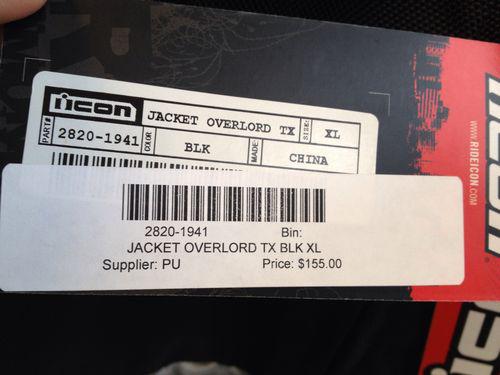 icon JACKET OVERLORD TX SIZE: XL
PART# 2820-1941 COLOR BLK MADE: CHINA
2820-1941 Bin:
JACKET OVERLORD TX BLK XL
Supplier: PU Price: $155.00
WWW.RIDEICON.COM
icon